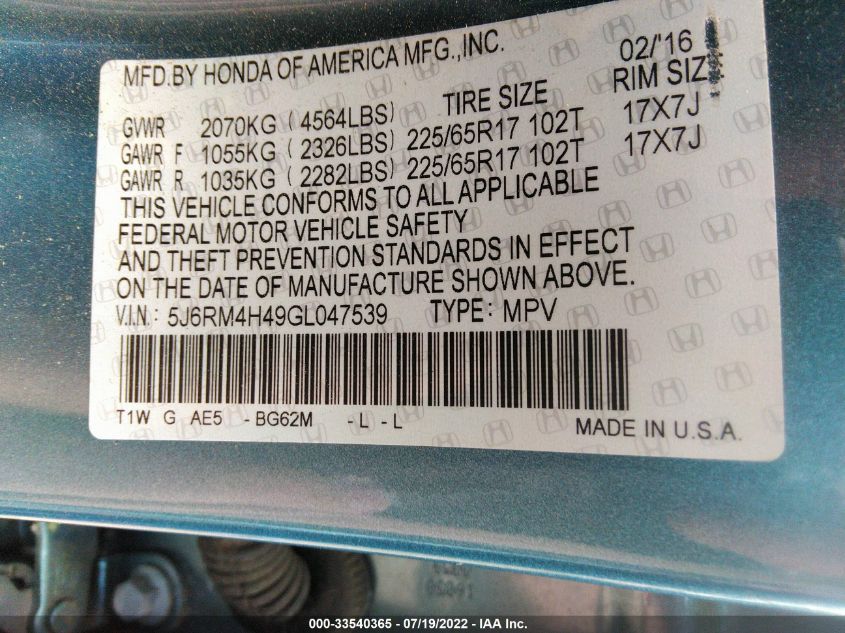 MFD.BY HONDA OF AMERICA MFG.,INC. 02/'16
TIRE SIZE RIM SIZ
GVWR 2070KG (4564LBS)
GAWR F 1055KG (2326LBS) 225/65R17 102T 17X7J
GAWR R 1035KG (2282LBS) 225/65R17 102T 17X7J
THIS VEHICLE CONFORMS TO ALL APPLICABLE
FEDERAL MOTOR VEHICLE SAFETY
AND THEFT PREVENTION STANDARDS IN EFFECT
ON THE DATE OF MANUFACTURE SHOWN ABOVE.
V.I.N: 5J6RM4H49GL047539 TYPE: MPV
T1W G AE5 -BG62M -L -L
MADE IN U.S.A.
000-33540365 - 07/19/2022 - IAA Inc.